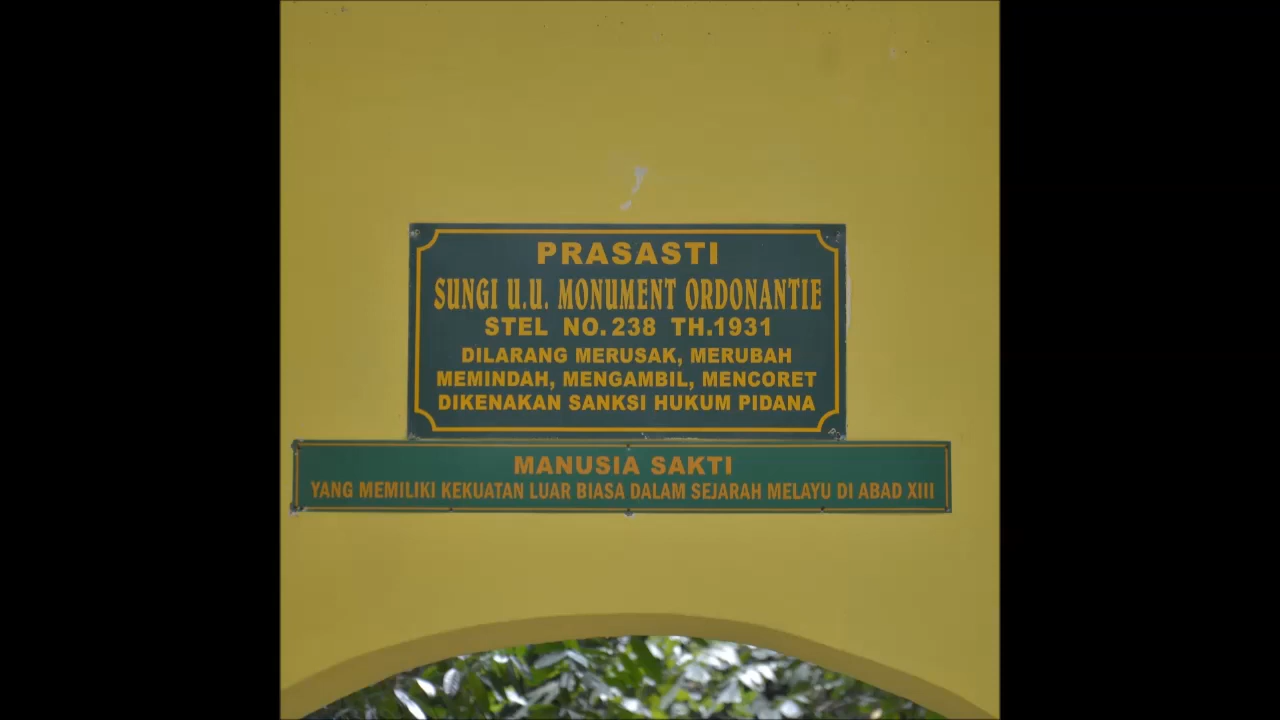 PRASASTI
SUNGI U.U. MONUMENT ORDONANTIE
STEL NO. 238 TH.1931
DILARANG MERUSAK, MERUBAH
MEMINDAH, MENGAMBIL, MENCORET
DIKENAKAN SANKSI HUKUM PIDANA
MANUSIA SAKTI
YANG MEMILIKI KEKUATAN LUAR BIASA DALAM SEJARAH MELAYU DI ABAD XIII